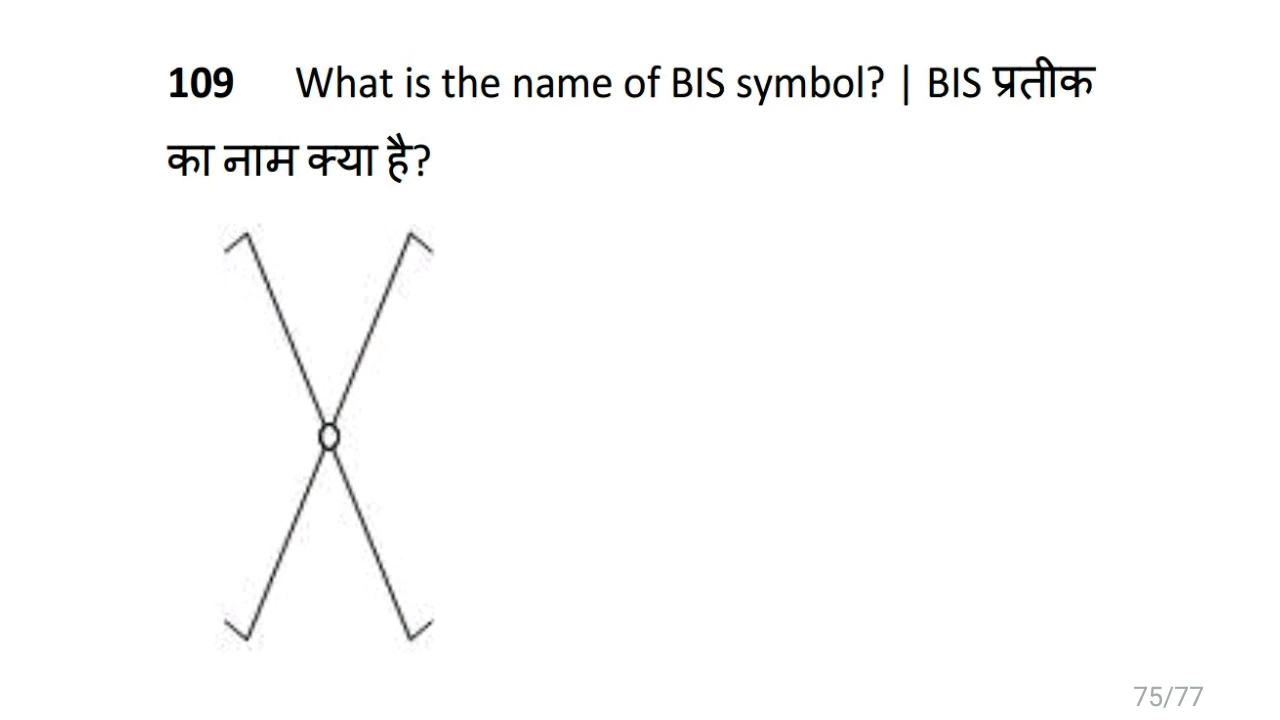 109 What is the name of BIS symbol? | BIS प्रतीक
का नाम क्या है?
75/77